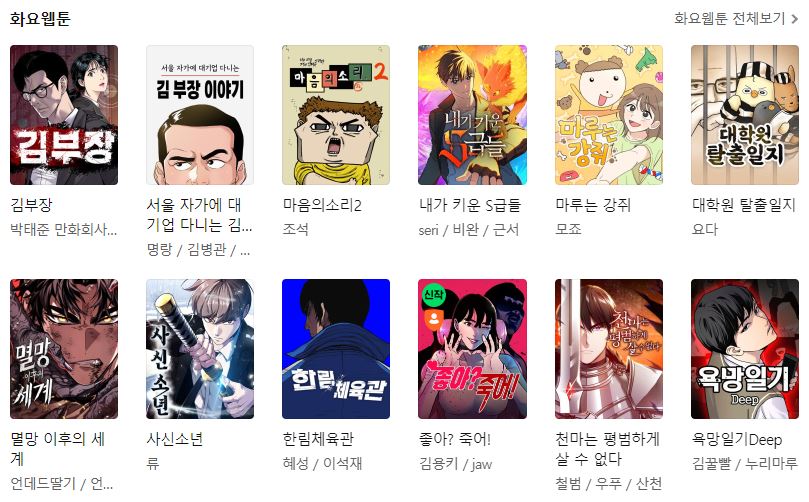 화요웹툰
화요웹툰 전체보기 >
김부장
서울 자가에 대기업 다니는
김 부장 이야기
마음의소리2
내가 키운
S급들
마루는
강쥐
대학원
탈출일지
김부장
서울 자가에 대
마음의소리2
내가 키운 S급들
마루는 강쥐
대학원 탈출일지
박태준 만화회사...
기업 다니는 김...
조석
seri / 비완 / 근서
모죠
요다
명랑 / 김병관 / ...
멸망
이후의
세계
사신소년
한림체육관
신작
좋아?
죽어!
천마는
평범하게
살 수 없다
욕망일기
Deep
멸망 이후의 세
사신소년
한림체육관
좋아? 죽어!
천마는 평범하게
욕망일기Deep
계
류
혜성 / 이석재
김용키 / jaw
살 수 없다
김꿀빨 / 누리마루
언데드딸기 / 언...
철범 / 우푸 / 산천